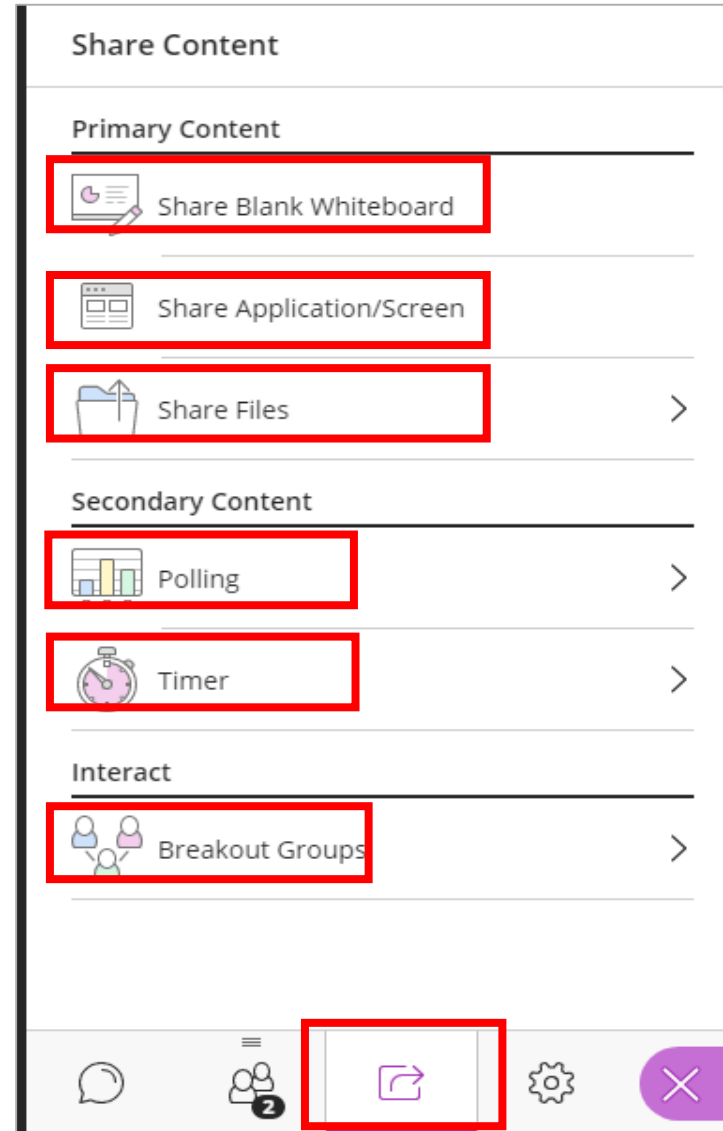 Share Content
Primary Content
Share Blank Whiteboard
Share Application/Screen
Share Files
Secondary Content
Polling
Timer
Interact
Breakout Groups
2